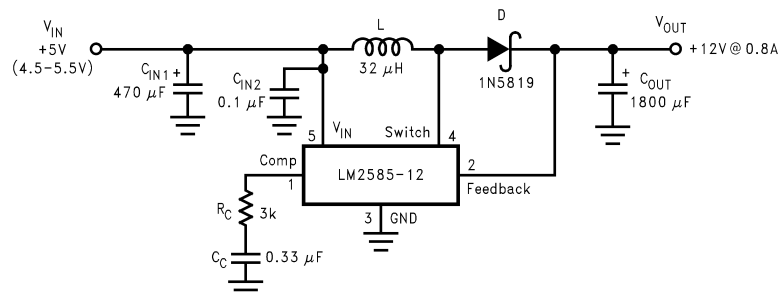 V_IN
+5V
(4.5–5.5V)
C_IN1 +
470 μF
C_IN2
0.1 μF
L
32 μH
D
1N5819
V_OUT
+12V @ 0.8A
+
C_OUT
1800 μF
5
V_IN
Switch
4
Comp
1
LM2585-12
2
Feedback
3
GND
R_C
3k
C_C
0.33 μF